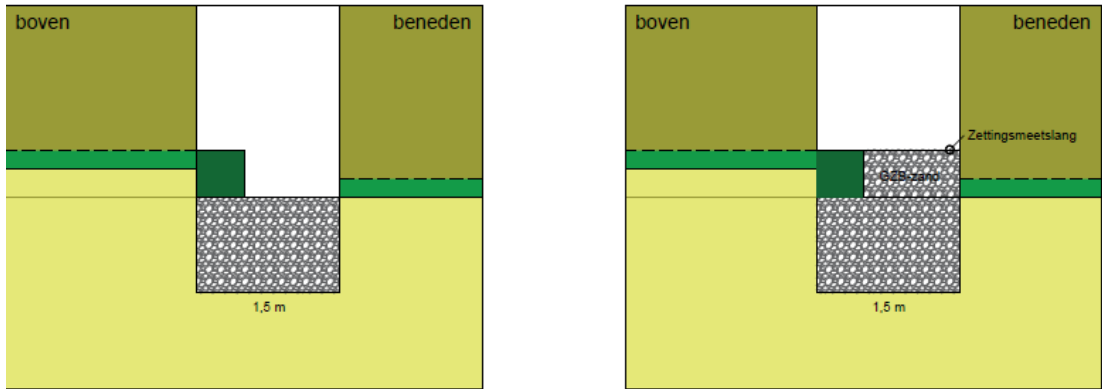 boven
beneden
1,5 m
boven
beneden
Zettingsmeetslang
GZB-zand
1,5 m